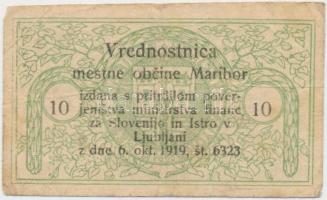 Vrednostnica
mestne občine Maribor
izdana s pritrdilom pover-
jeništva ministrstva financ
za Slovenijo in Istro v
10 Ljubljani 10
z dne 6. okt. 1919, št. 6323